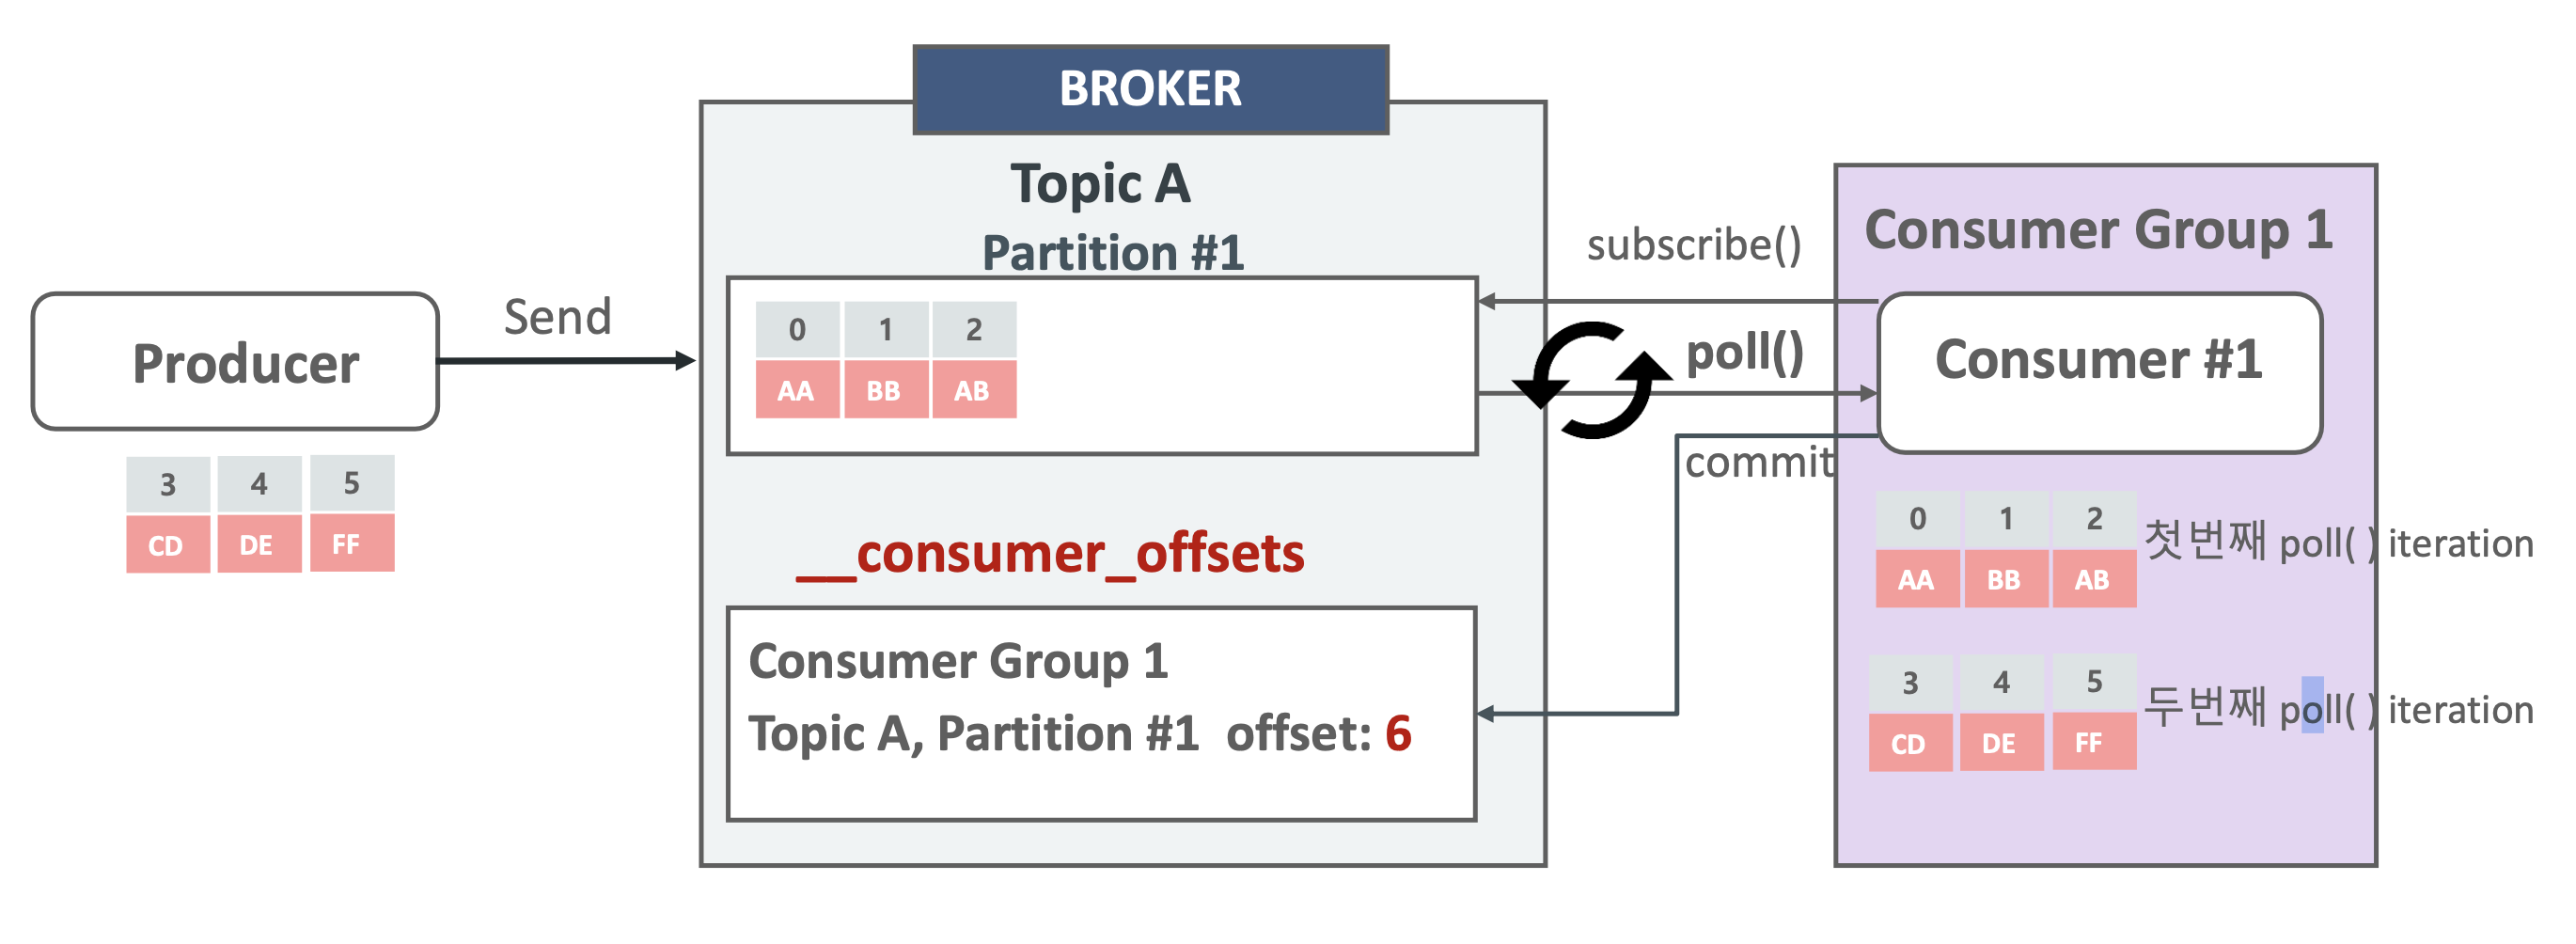 BROKER
Topic A
Partition #1
0 1 2
AA BB AB
Producer
Send
3 4 5
CD DE FF
__consumer_offsets
Consumer Group 1
Topic A, Partition #1 offset: 6
subscribe()
poll()
commit
Consumer Group 1
Consumer #1
0 1 2
AA BB AB
첫번째 poll( ) iteration
3 4 5
CD DE FF
두번째 poll( ) iteration